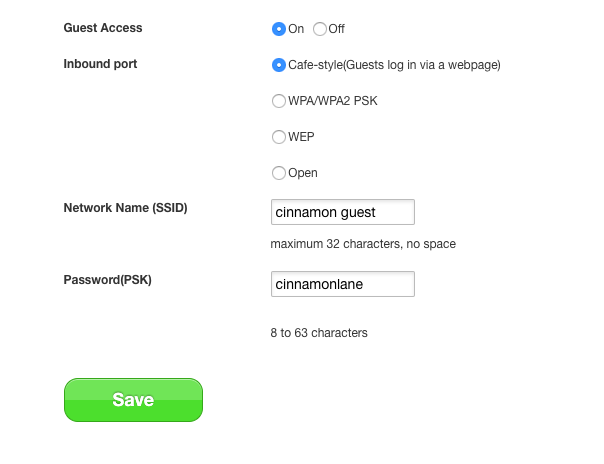 Guest Access On Off
Inbound port Cafe-style(Guests log in via a webpage)
WPA/WPA2 PSK
WEP
Open
Network Name (SSID) cinnamon guest
maximum 32 characters, no space
Password(PSK) cinnamonlane
8 to 63 characters
Save